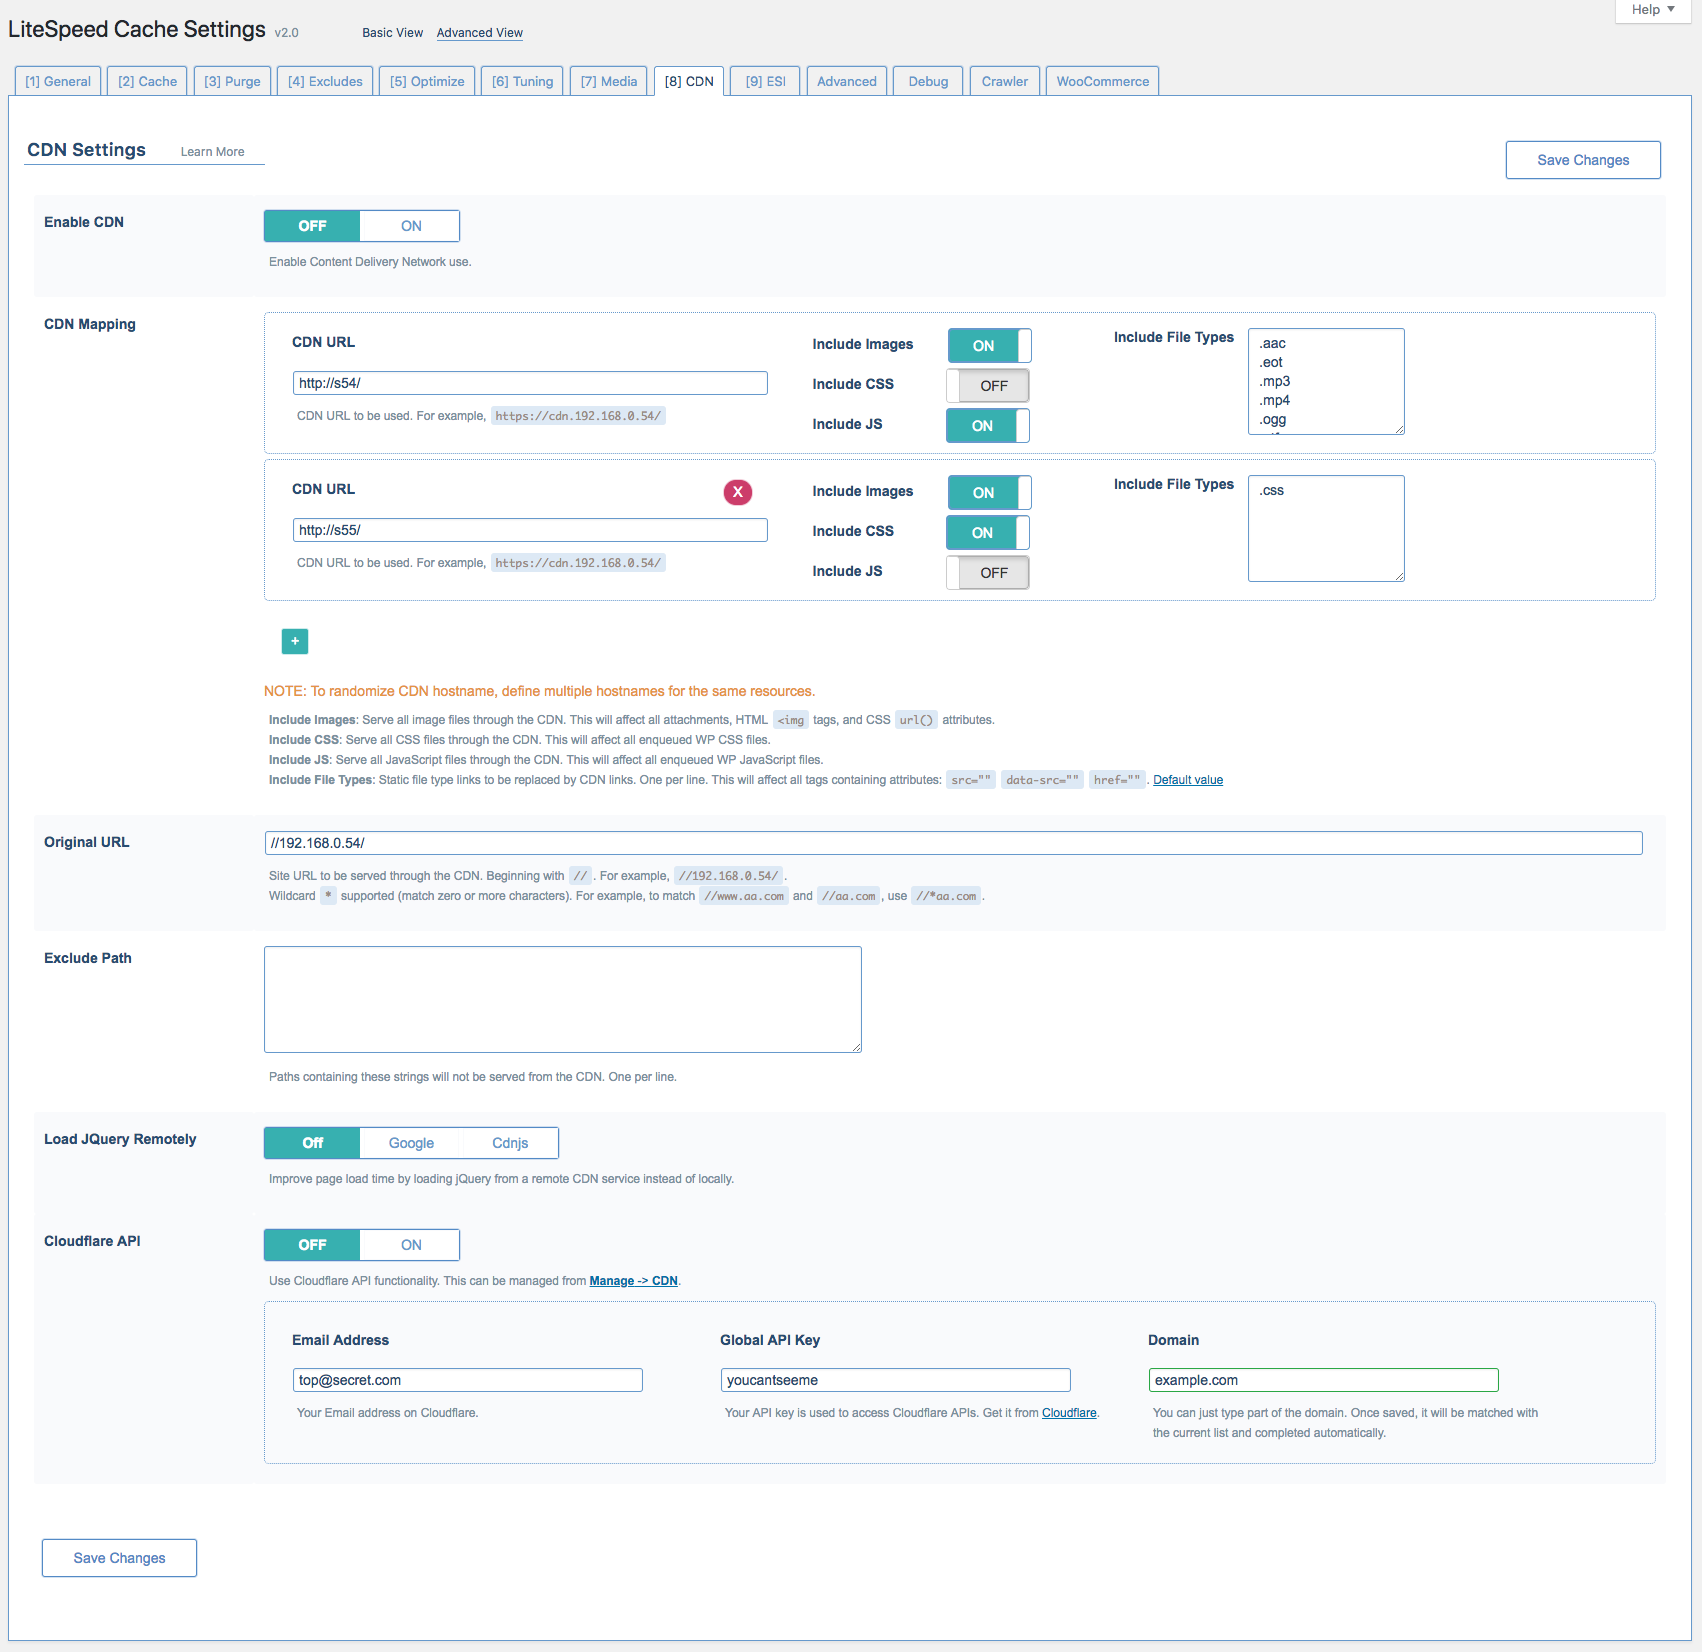 Help ▼
LiteSpeed Cache Settings v2.0 Basic View Advanced View
[1] General [2] Cache [3] Purge [4] Excludes [5] Optimize [6] Tuning [7] Media [8] CDN [9] ESI Advanced Debug Crawler WooCommerce
CDN Settings Learn More
Save Changes
Enable CDN OFF ON
Enable Content Delivery Network use.
CDN Mapping
CDN URL
http://s54/
CDN URL to be used. For example, https://cdn.192.168.0.54/
Include Images ON
Include CSS OFF
Include JS ON
Include File Types
.aac
.eot
.mp3
.mp4
.ogg
CDN URL X
http://s55/
CDN URL to be used. For example, https://cdn.192.168.0.54/
Include Images ON
Include CSS ON
Include JS OFF
Include File Types
.css
+
NOTE: To randomize CDN hostname, define multiple hostnames for the same resources.
Include Images: Serve all image files through the CDN. This will affect all attachments, HTML <img tags, and CSS url() attributes.
Include CSS: Serve all CSS files through the CDN. This will affect all enqueued WP CSS files.
Include JS: Serve all JavaScript files through the CDN. This will affect all enqueued WP JavaScript files.
Include File Types: Static file type links to be replaced by CDN links. One per line. This will affect all tags containing attributes: src="" data-src="" href="" . Default value
Original URL
//192.168.0.54/
Site URL to be served through the CDN. Beginning with // . For example, //192.168.0.54/ .
Wildcard * supported (match zero or more characters). For example, to match //www.aa.com and //aa.com , use //*aa.com .
Exclude Path
Paths containing these strings will not be served from the CDN. One per line.
Load JQuery Remotely Off Google Cdnjs
Improve page load time by loading jQuery from a remote CDN service instead of locally.
Cloudflare API OFF ON
Use Cloudflare API functionality. This can be managed from Manage -> CDN.
Email Address
top@secret.com
Your Email address on Cloudflare.
Global API Key
youcantseeme
Your API key is used to access Cloudflare APIs. Get it from Cloudflare.
Domain
example.com
You can just type part of the domain. Once saved, it will be matched with
the current list and completed automatically.
Save Changes